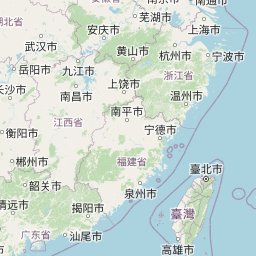 南通市
芜湖市
上海市
湖北省
安庆市
武汉市
黄山市
杭州市
宁波市
岳阳市
九江市
浙江省
上饶市
南昌市
温州市
长沙市
南平市
江西省
宁德市
衡阳市
福建省
郴州市
臺北市
韶关市
泉州市
清远市
揭阳市
臺灣
广东省
汕尾市
高雄市